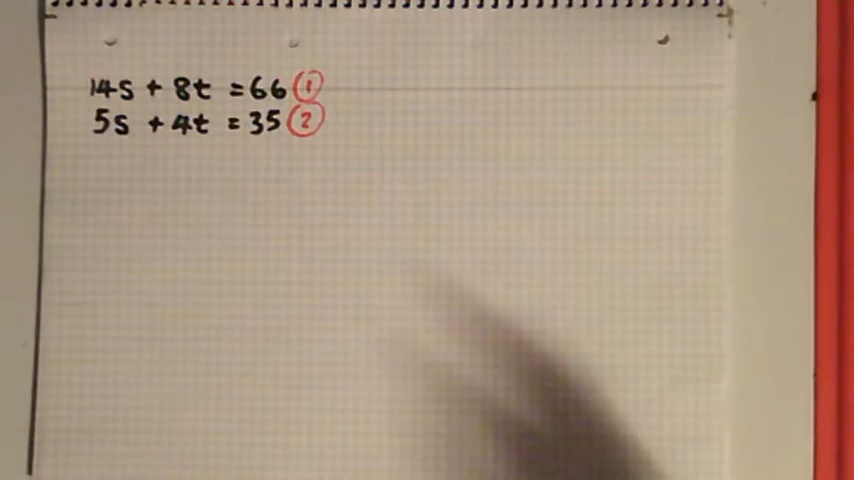 14s + 8t = 66 ①
5s + 4t = 35 ②